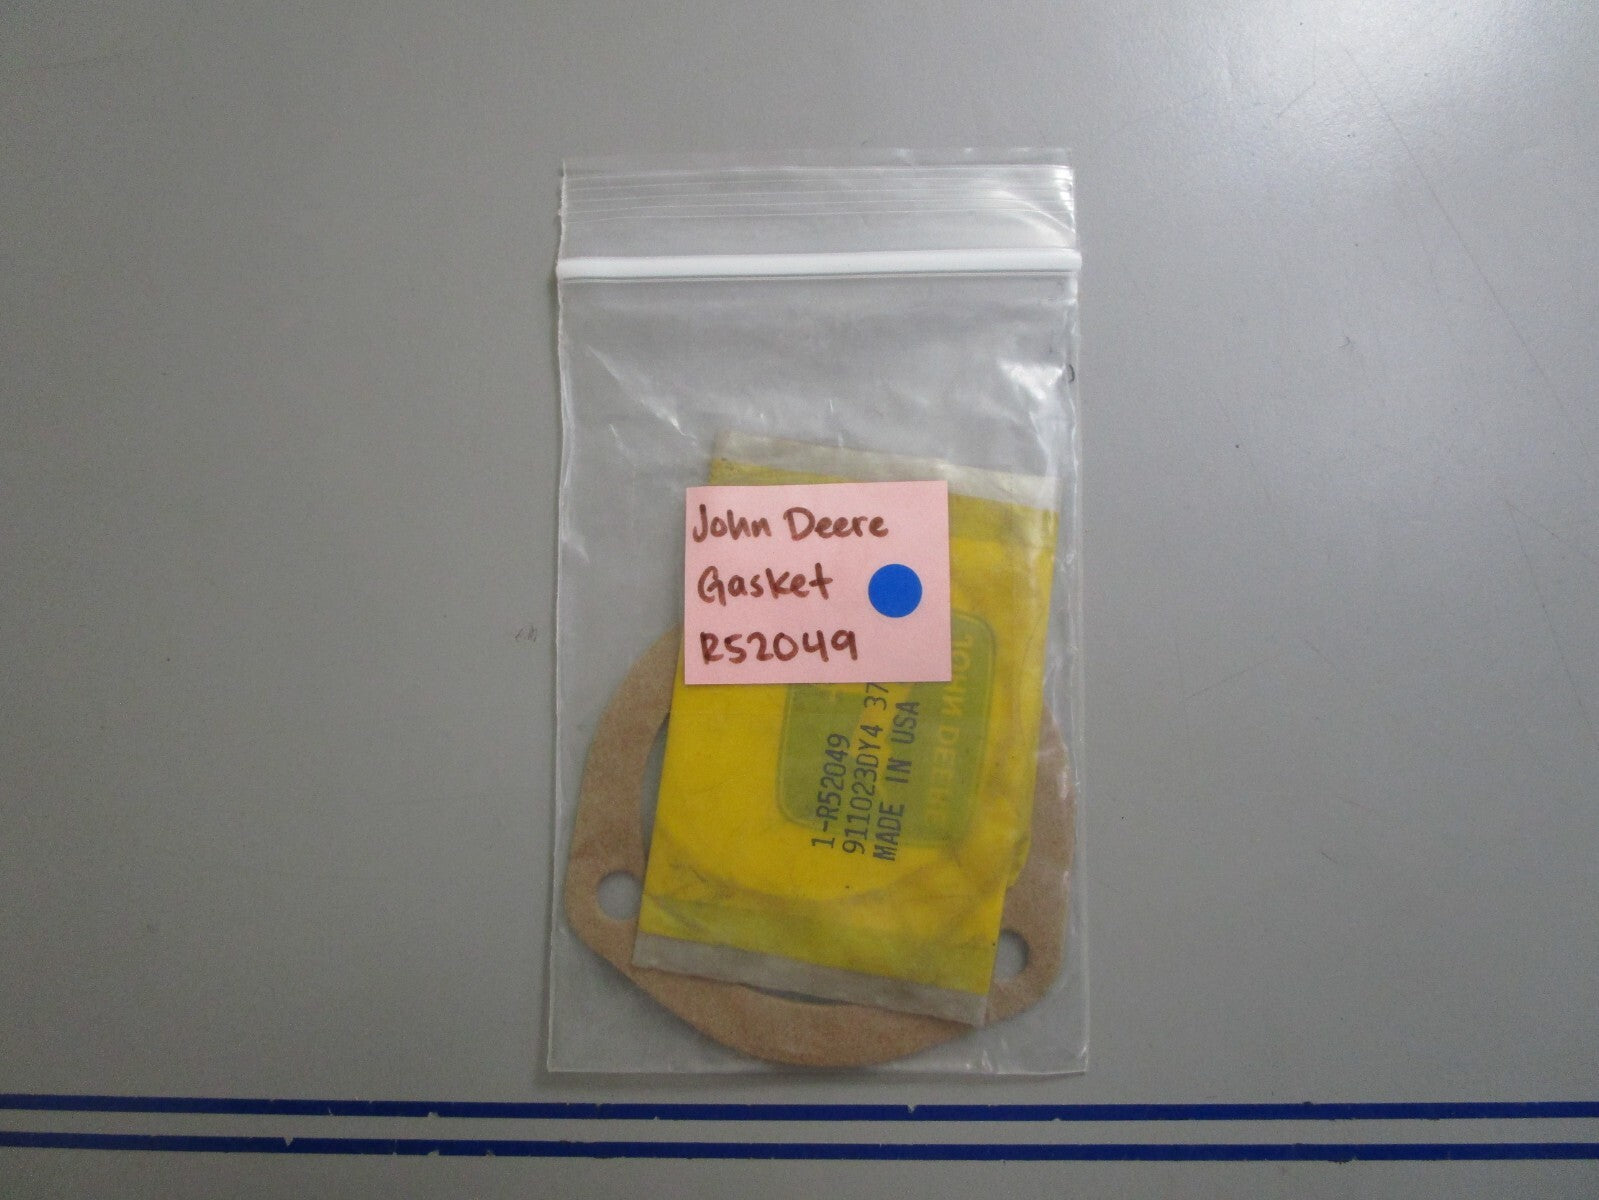 John Deere
Gasket
R52049
1-R52049
911023DY4 37
MADE IN USA
JOHN DEERE